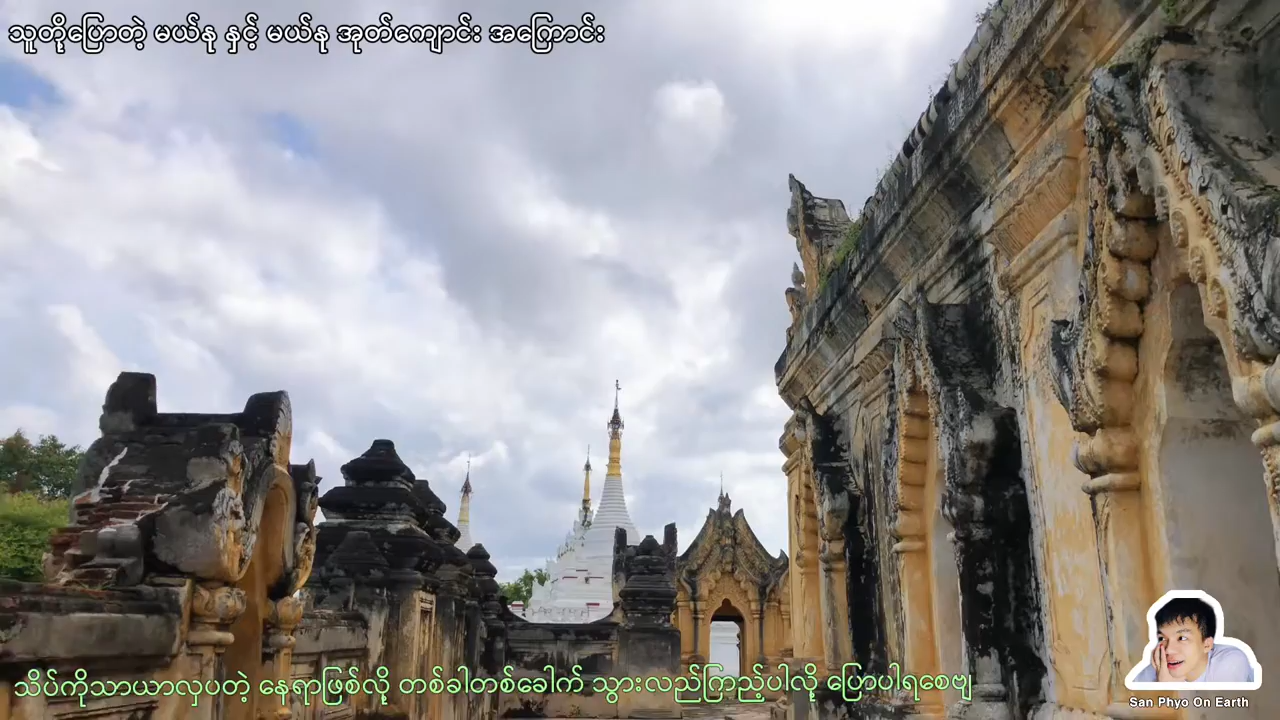 သူတို့ပြောတဲ့ မယ်နု နှင့် မယ်နု အုတ်ကျောင်း အကြောင်း
သိပ်ကိုသာယာလှပတဲ့ နေရာဖြစ်လို့ တစ်ခါတစ်ခေါက် သွားလည်ကြည့်ပါလို့ ပြောပါရစေဗျ
San Phyo On Earth